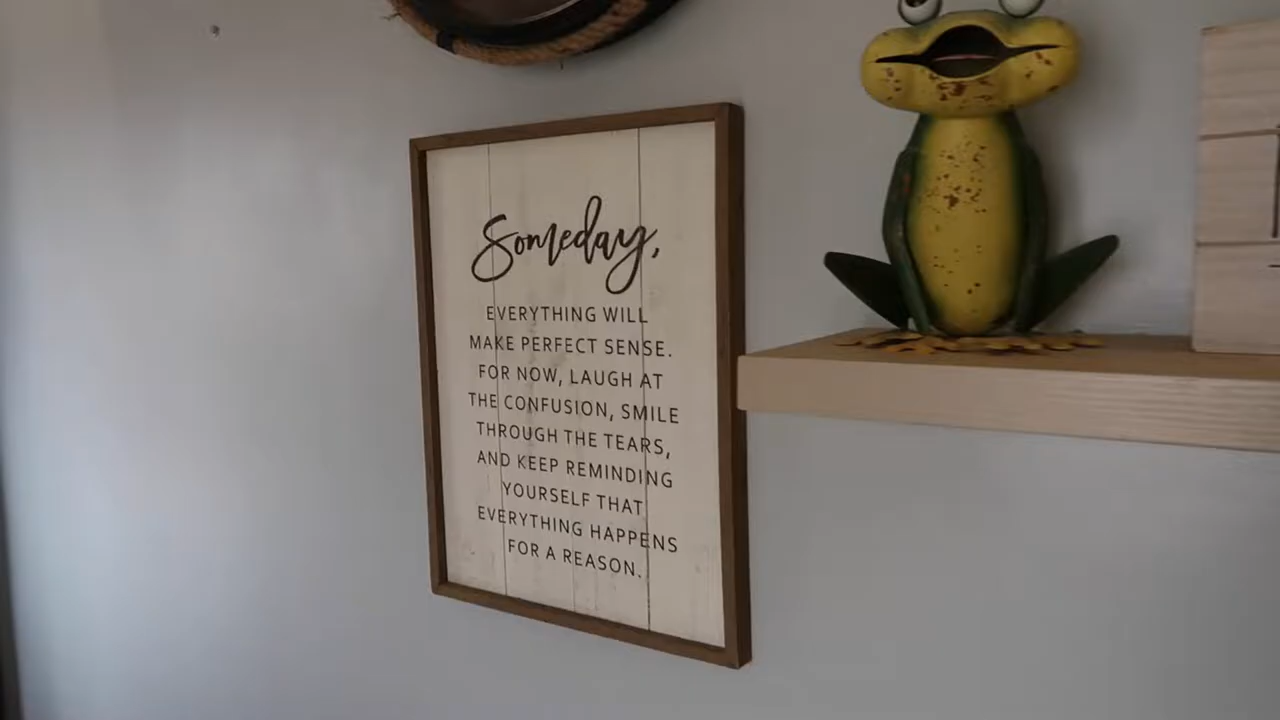 Someday,
EVERYTHING WILL
MAKE PERFECT SENSE.
FOR NOW, LAUGH AT
THE CONFUSION, SMILE
THROUGH THE TEARS,
AND KEEP REMINDING
YOURSELF THAT
EVERYTHING HAPPENS
FOR A REASON.